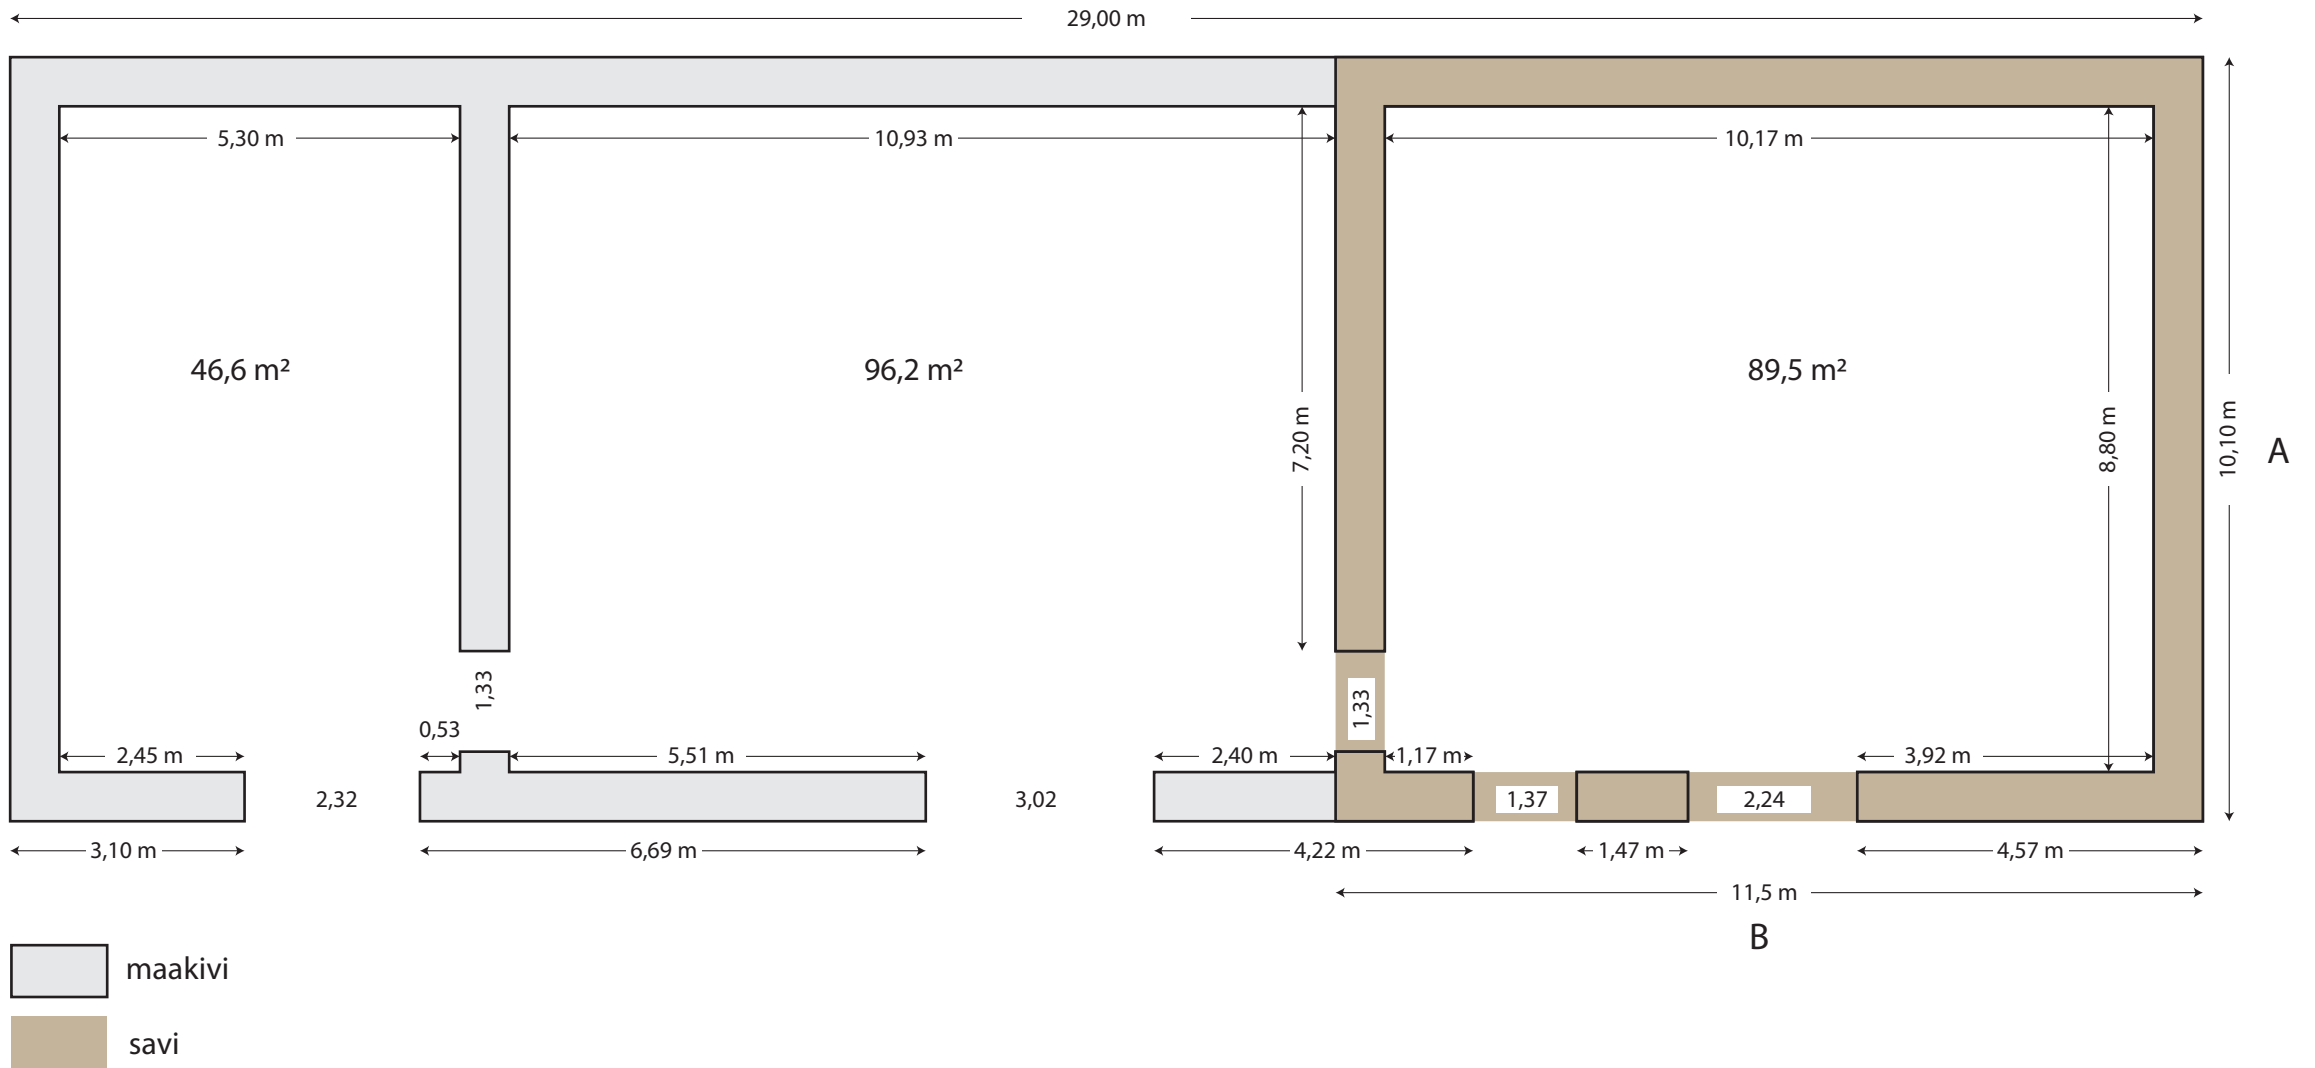 29,00 m
5,30 m
10,93 m
10,17 m
46,6 m²
96,2 m²
89,5 m²
7,20 m
8,80 m
10,10 m
A
1,33
1,33
0,53
2,45 m
5,51 m
2,40 m
1,17 m
3,92 m
2,32
3,02
1,37
2,24
3,10 m
6,69 m
4,22 m
1,47 m
4,57 m
11,5 m
B
maakivi
savi